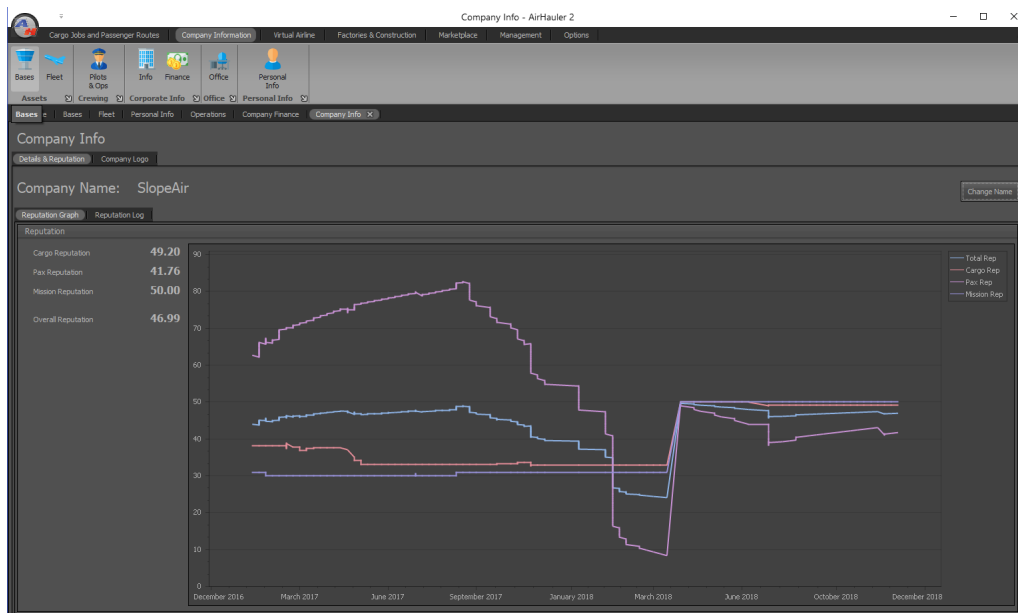 Company Info - AirHauler 2
Cargo Jobs and Passenger Routes Company Information Virtual Airline Factories & Construction Marketplace Management Options
Bases Fleet Pilots & Ops Info Finance Office Personal Info
Assets Crewing Corporate Info Office Personal Info
Bases Bases Fleet Personal Info Operations Company Finance Company Info X
Company Info
Details & Reputation Company Logo
Company Name: SlopeAir
Change Name
Reputation Graph Reputation Log
Reputation
Cargo Reputation 49.20
Pax Reputation 41.76
Mission Reputation 50.00
Overall Reputation 46.99
90
80
70
60
50
40
30
20
10
0
December 2016 March 2017 June 2017 September 2017 January 2018 March 2018 June 2018 October 2018 December 2018
Total Rep
Cargo Rep
Pax Rep
Mission Rep